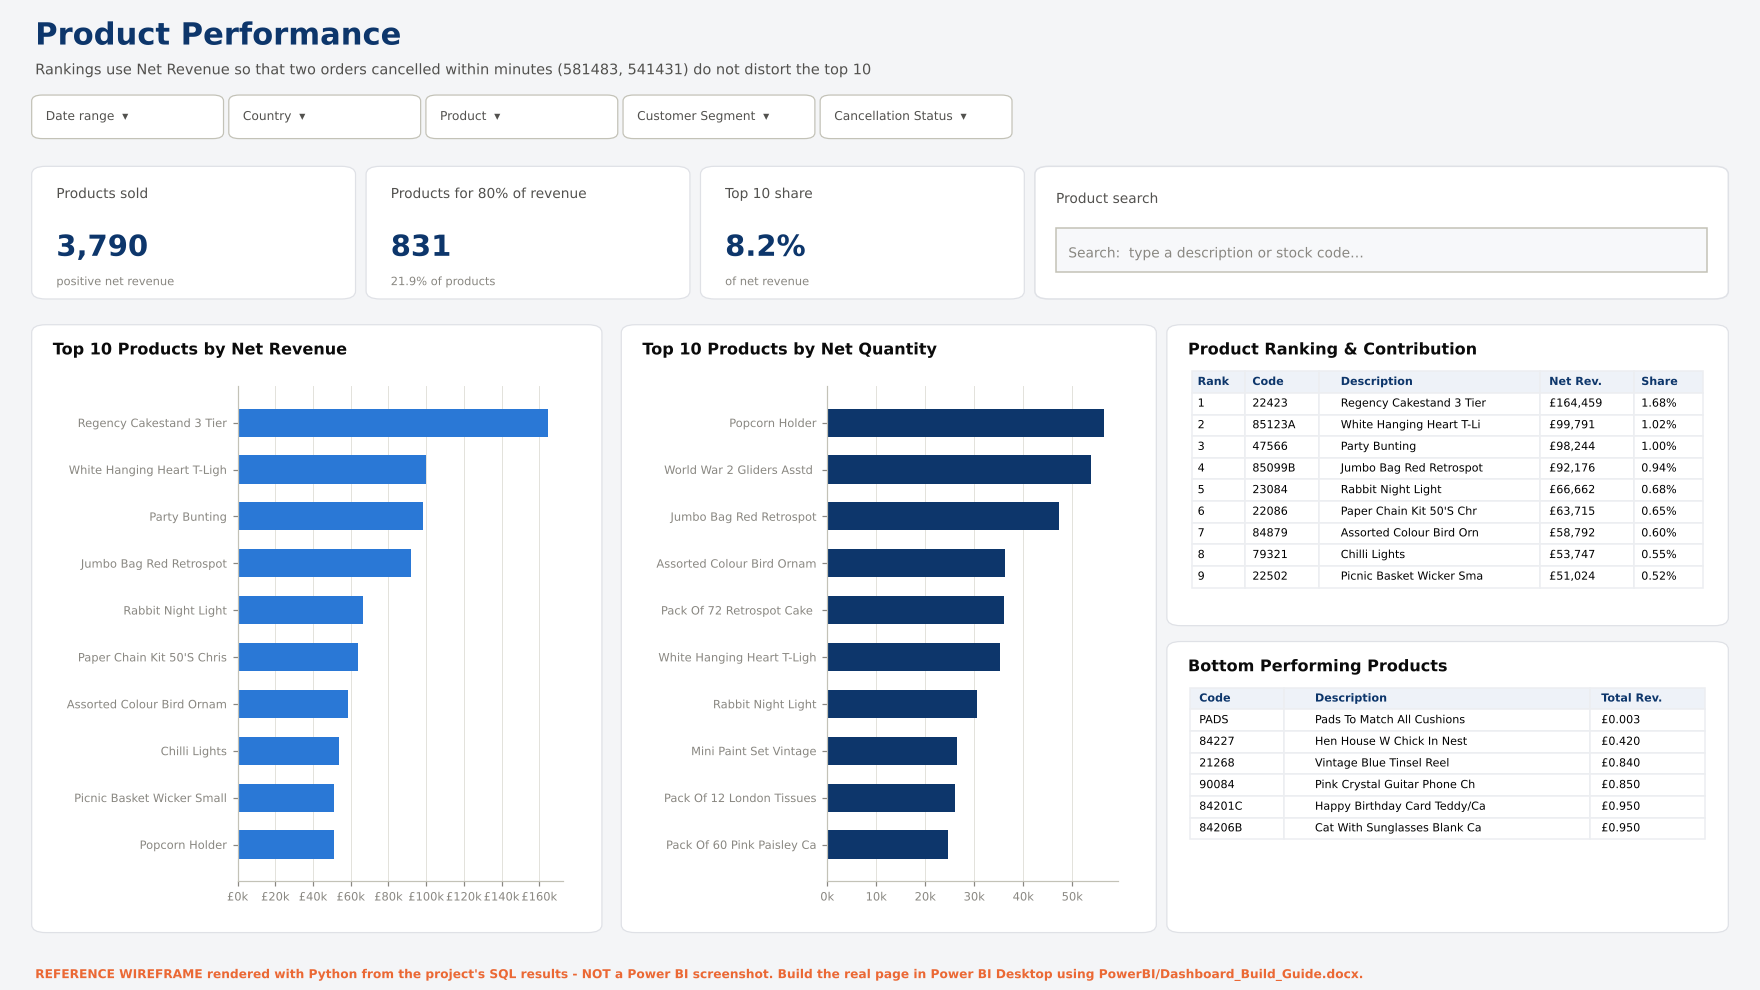 Product Performance
Rankings use Net Revenue so that two orders cancelled within minutes (581483, 541431) do not distort the top 10
Date range ▾
Country ▾
Product ▾
Customer Segment ▾
Cancellation Status ▾
Products sold
3,790
positive net revenue
Products for 80% of revenue
831
21.9% of products
Top 10 share
8.2%
of net revenue
Product search
Search:  type a description or stock code...
Top 10 Products by Net Revenue
Regency Cakestand 3 Tier
White Hanging Heart T-Ligh
Party Bunting
Jumbo Bag Red Retrospot
Rabbit Night Light
Paper Chain Kit 50'S Chris
Assorted Colour Bird Ornam
Chilli Lights
Picnic Basket Wicker Small
Popcorn Holder
£0k £20k £40k £60k £80k £100k £120k £140k £160k
Top 10 Products by Net Quantity
Popcorn Holder
World War 2 Gliders Asstd
Jumbo Bag Red Retrospot
Assorted Colour Bird Ornam
Pack Of 72 Retrospot Cake
White Hanging Heart T-Ligh
Rabbit Night Light
Mini Paint Set Vintage
Pack Of 12 London Tissues
Pack Of 60 Pink Paisley Ca
0k 10k 20k 30k 40k 50k
Product Ranking & Contribution
Rank Code Description Net Rev. Share
1 22423 Regency Cakestand 3 Tier £164,459 1.68%
2 85123A White Hanging Heart T-Li £99,791 1.02%
3 47566 Party Bunting £98,244 1.00%
4 85099B Jumbo Bag Red Retrospot £92,176 0.94%
5 23084 Rabbit Night Light £66,662 0.68%
6 22086 Paper Chain Kit 50'S Chr £63,715 0.65%
7 84879 Assorted Colour Bird Orn £58,792 0.60%
8 79321 Chilli Lights £53,747 0.55%
9 22502 Picnic Basket Wicker Sma £51,024 0.52%
Bottom Performing Products
Code Description Total Rev.
PADS Pads To Match All Cushions £0.003
84227 Hen House W Chick In Nest £0.420
21268 Vintage Blue Tinsel Reel £0.840
90084 Pink Crystal Guitar Phone Ch £0.850
84201C Happy Birthday Card Teddy/Ca £0.950
84206B Cat With Sunglasses Blank Ca £0.950
REFERENCE WIREFRAME rendered with Python from the project's SQL results - NOT a Power BI screenshot. Build the real page in Power BI Desktop using PowerBI/Dashboard_Build_Guide.docx.